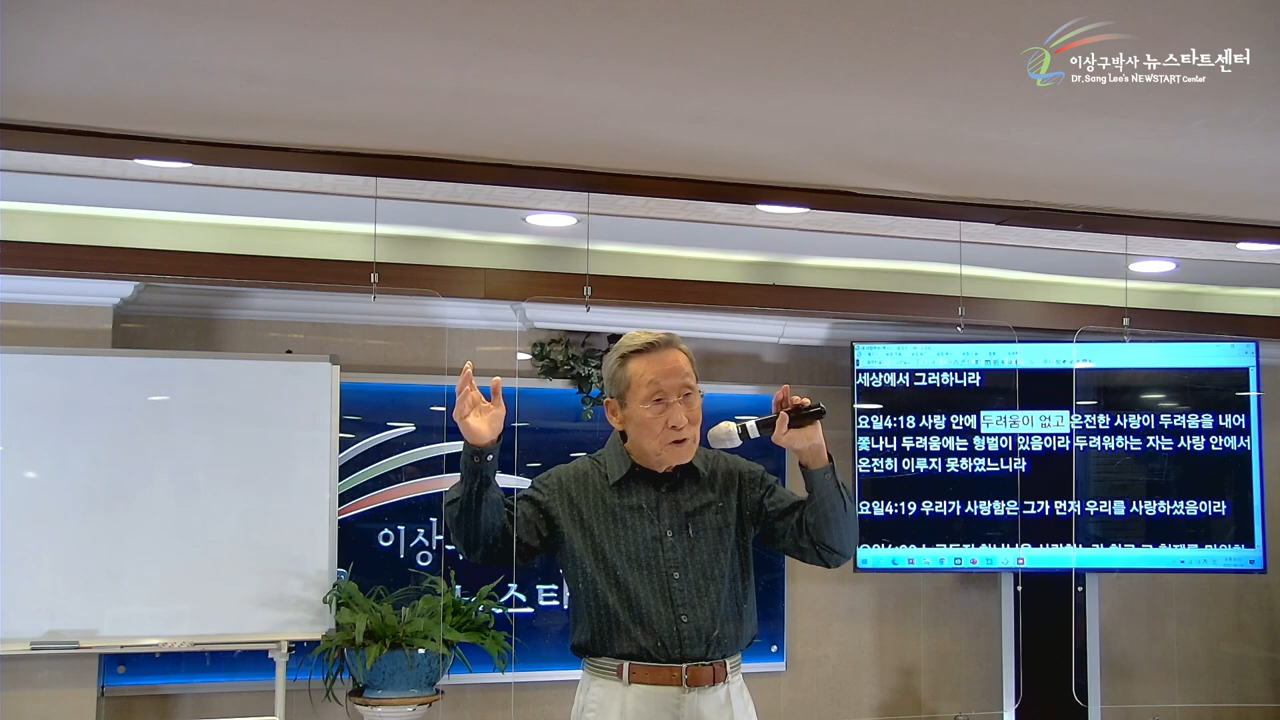 이상구박사 뉴스타트센터
Dr. Sang Lee's NEWSTART Center
세상에서 그러하니라
요일4:18 사랑 안에 두려움이 없고 온전한 사랑이 두려움을 내어
쫓나니 두려움에는 형벌이 있음이라 두려워하는 자는 사랑 안에서
온전히 이루지 못하였느니라
요일4:19 우리가 사랑함은 그가 먼저 우리를 사랑하셨음이라
이상
스타